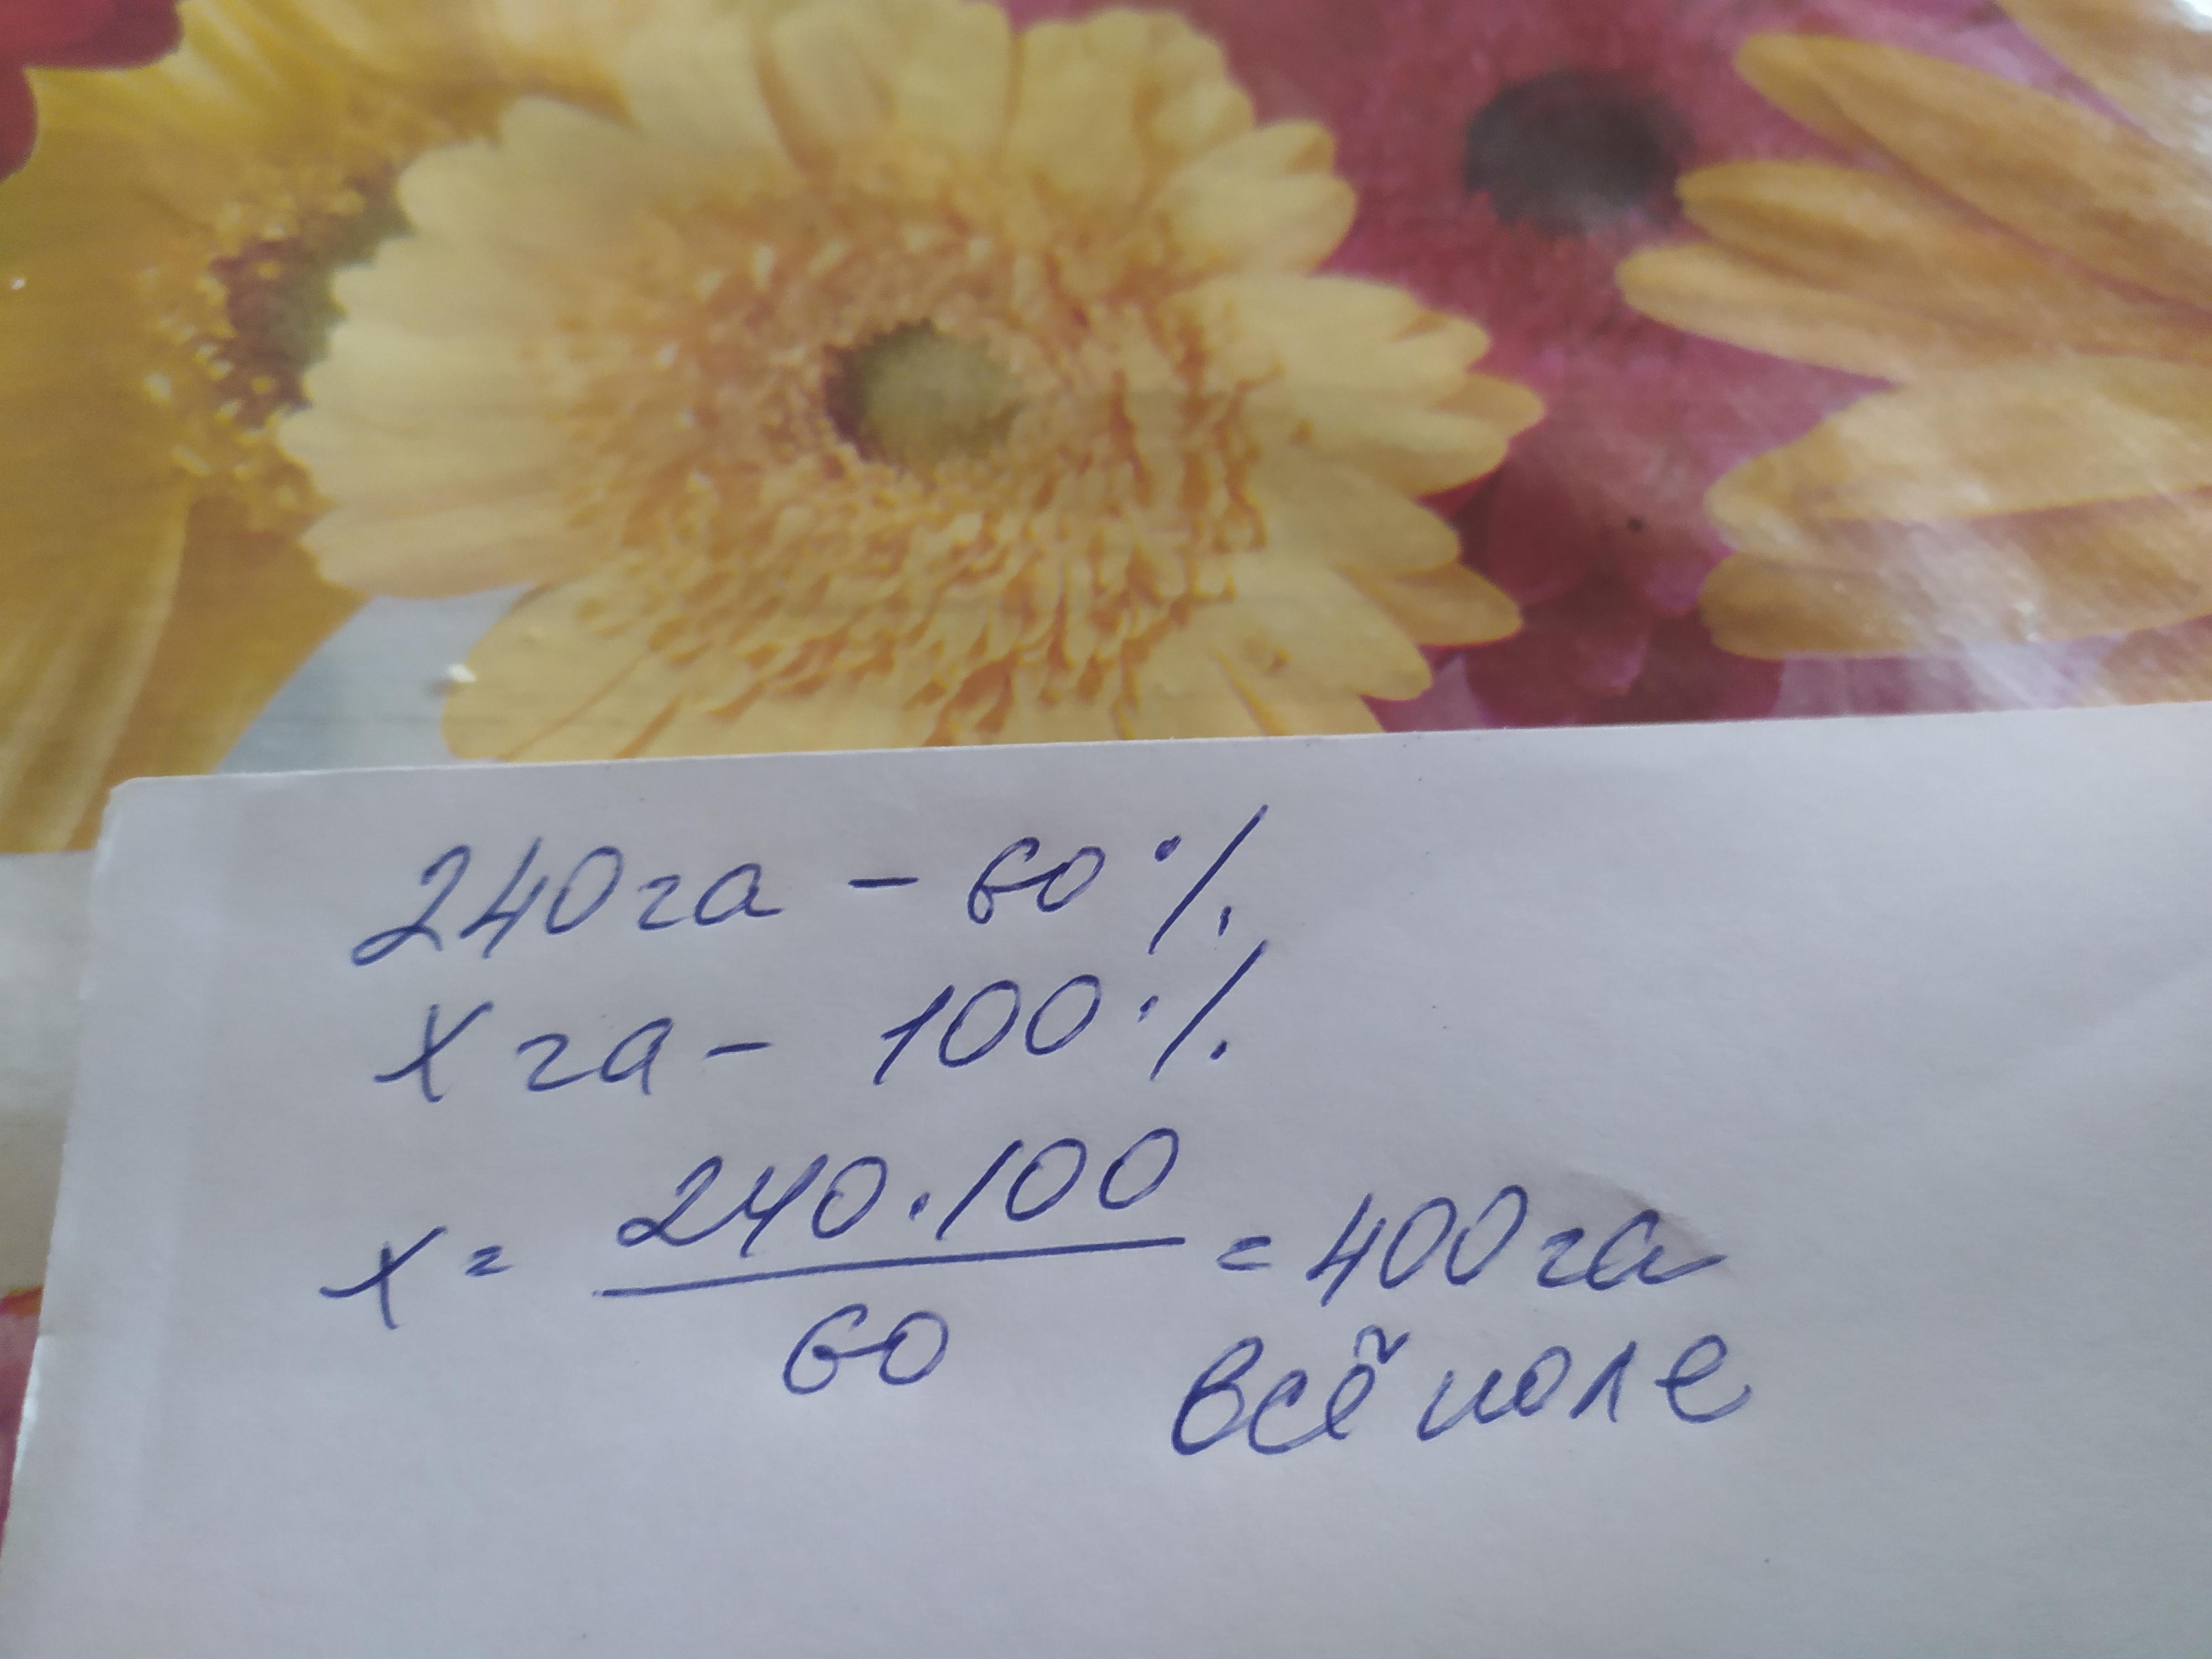 240га - 60%
х га - 100%
х = 240·100 / 60 = 400га
всё поле